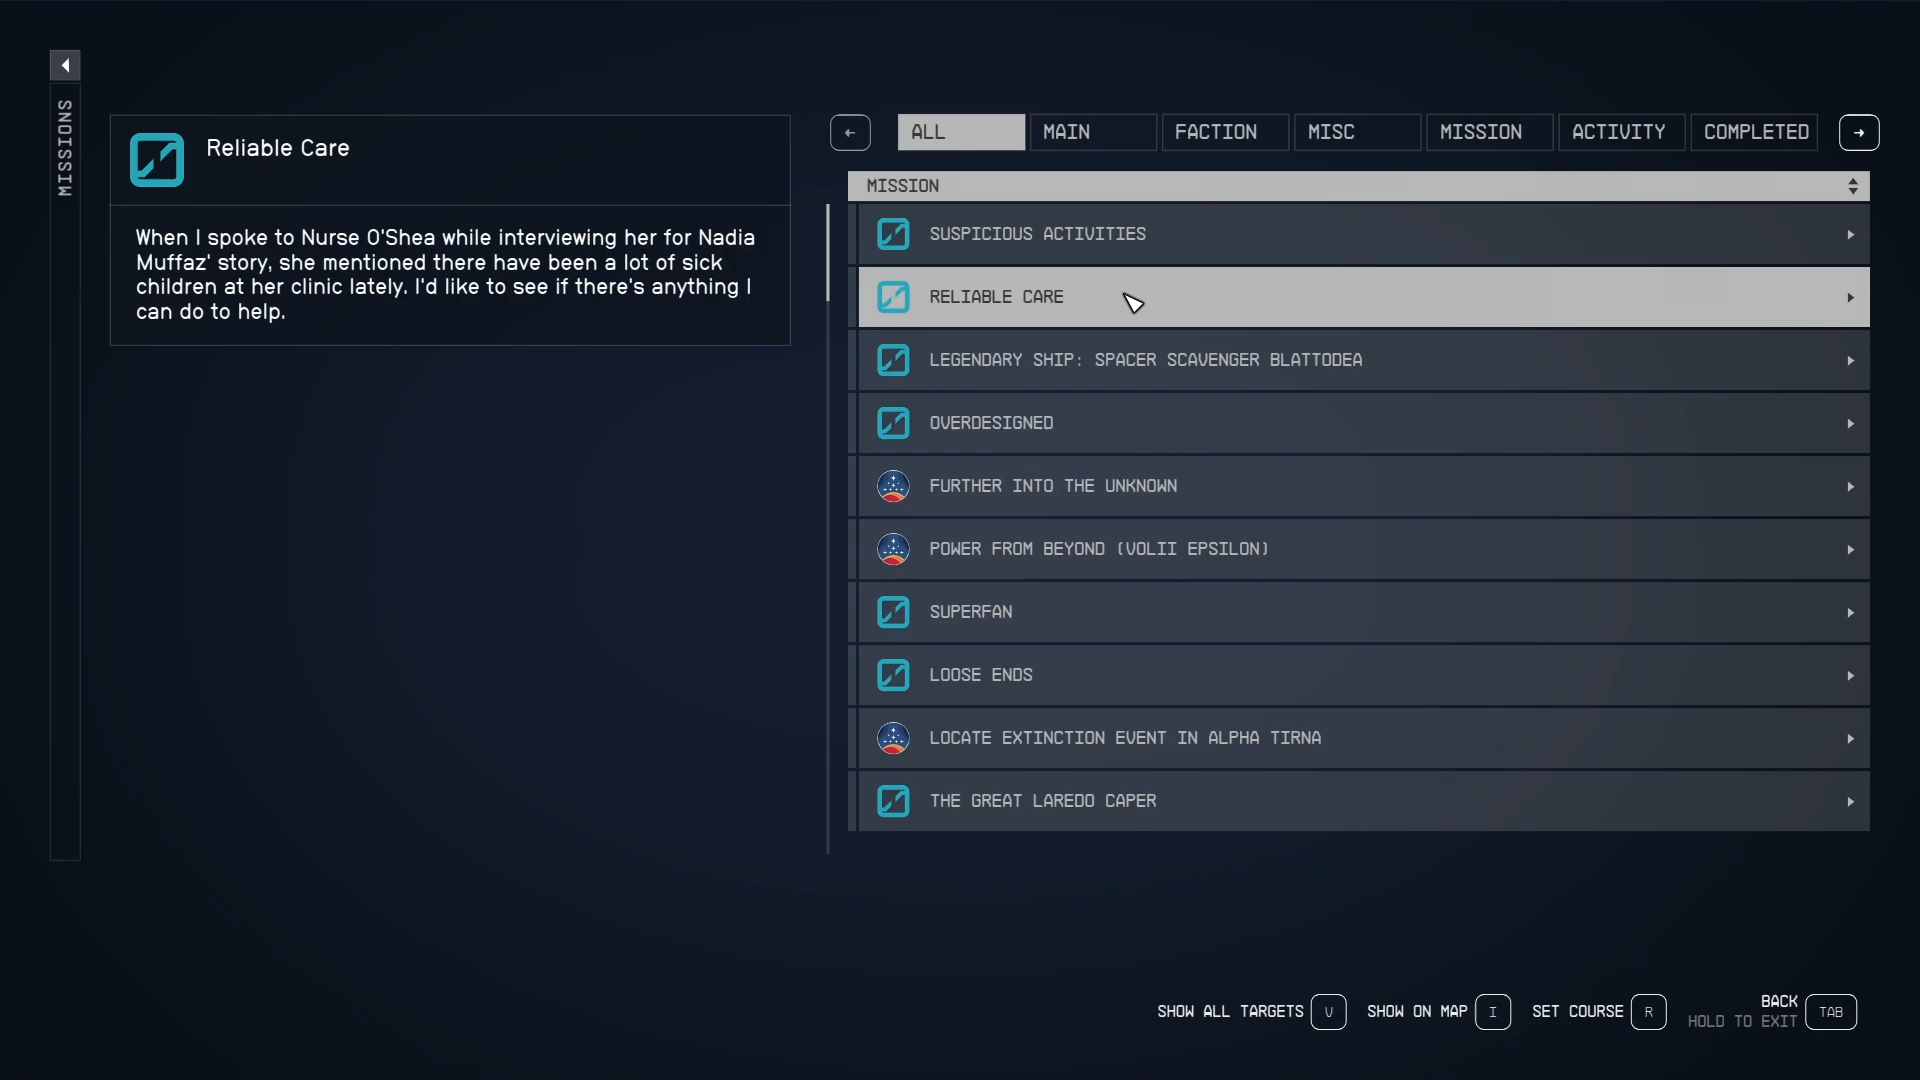 MISSIONS
Reliable Care
When I spoke to Nurse O'Shea while interviewing her for Nadia
Muffaz' story, she mentioned there have been a lot of sick
children at her clinic lately. I'd like to see if there's anything I
can do to help.
ALL
MAIN
FACTION
MISC
MISSION
ACTIVITY
COMPLETED
MISSION
SUSPICIOUS ACTIVITIES
RELIABLE CARE
LEGENDARY SHIP: SPACER SCAVENGER BLATTODEA
OVERDESIGNED
FURTHER INTO THE UNKNOWN
POWER FROM BEYOND (VOLII EPSILON)
SUPERFAN
LOOSE ENDS
LOCATE EXTINCTION EVENT IN ALPHA TIRNA
THE GREAT LAREDO CAPER
SHOW ALL TARGETS V
SHOW ON MAP I
SET COURSE R
BACK
HOLD TO EXIT
TAB